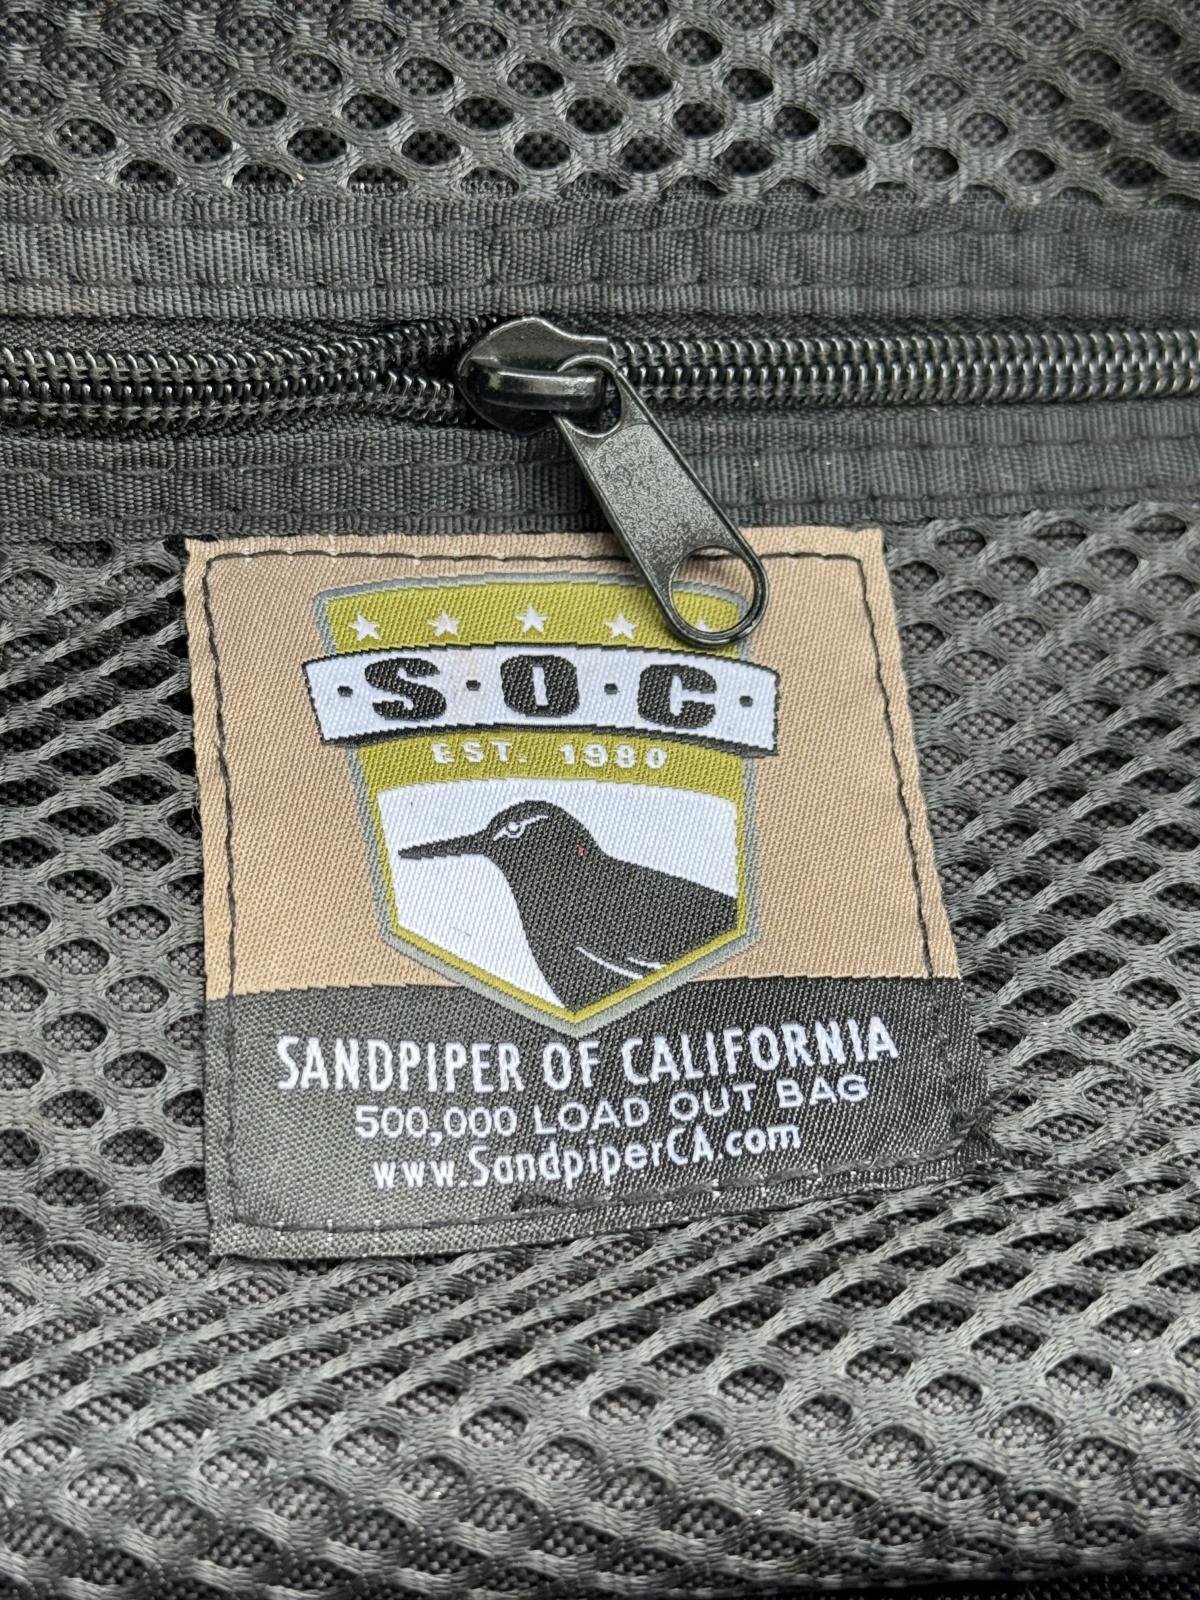 ·S·O·C·
EST. 1980
SANDPIPER OF CALIFORNIA
500,000 LOAD OUT BAG
www.SandpiperCA.com